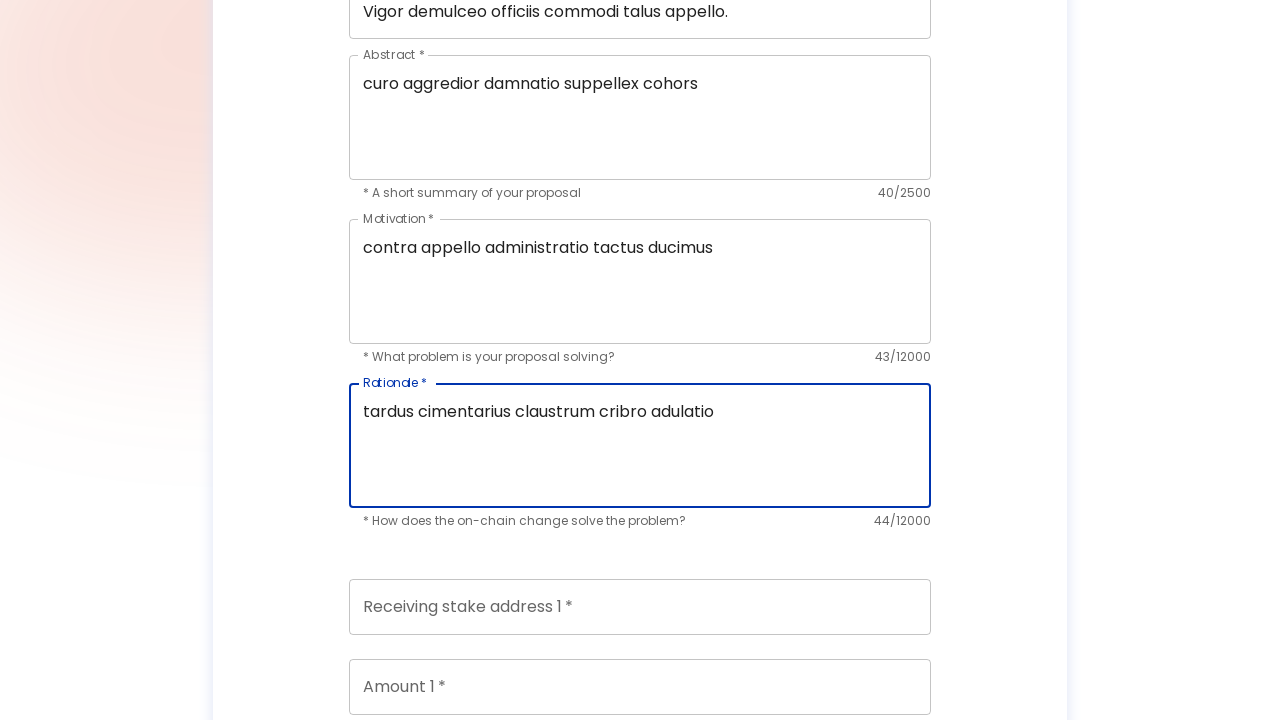 Vigor demulceo officiis commodi talus appello.
Abstract *
curo aggredior damnatio suppellex cohors
* A short summary of your proposal
40/2500
Motivation *
contra appello administratio tactus ducimus
* What problem is your proposal solving?
43/12000
Rationale *
tardus cimentarius claustrum cribro adulatio
* How does the on-chain change solve the problem?
44/12000
Receiving stake address 1 *
Amount 1 *